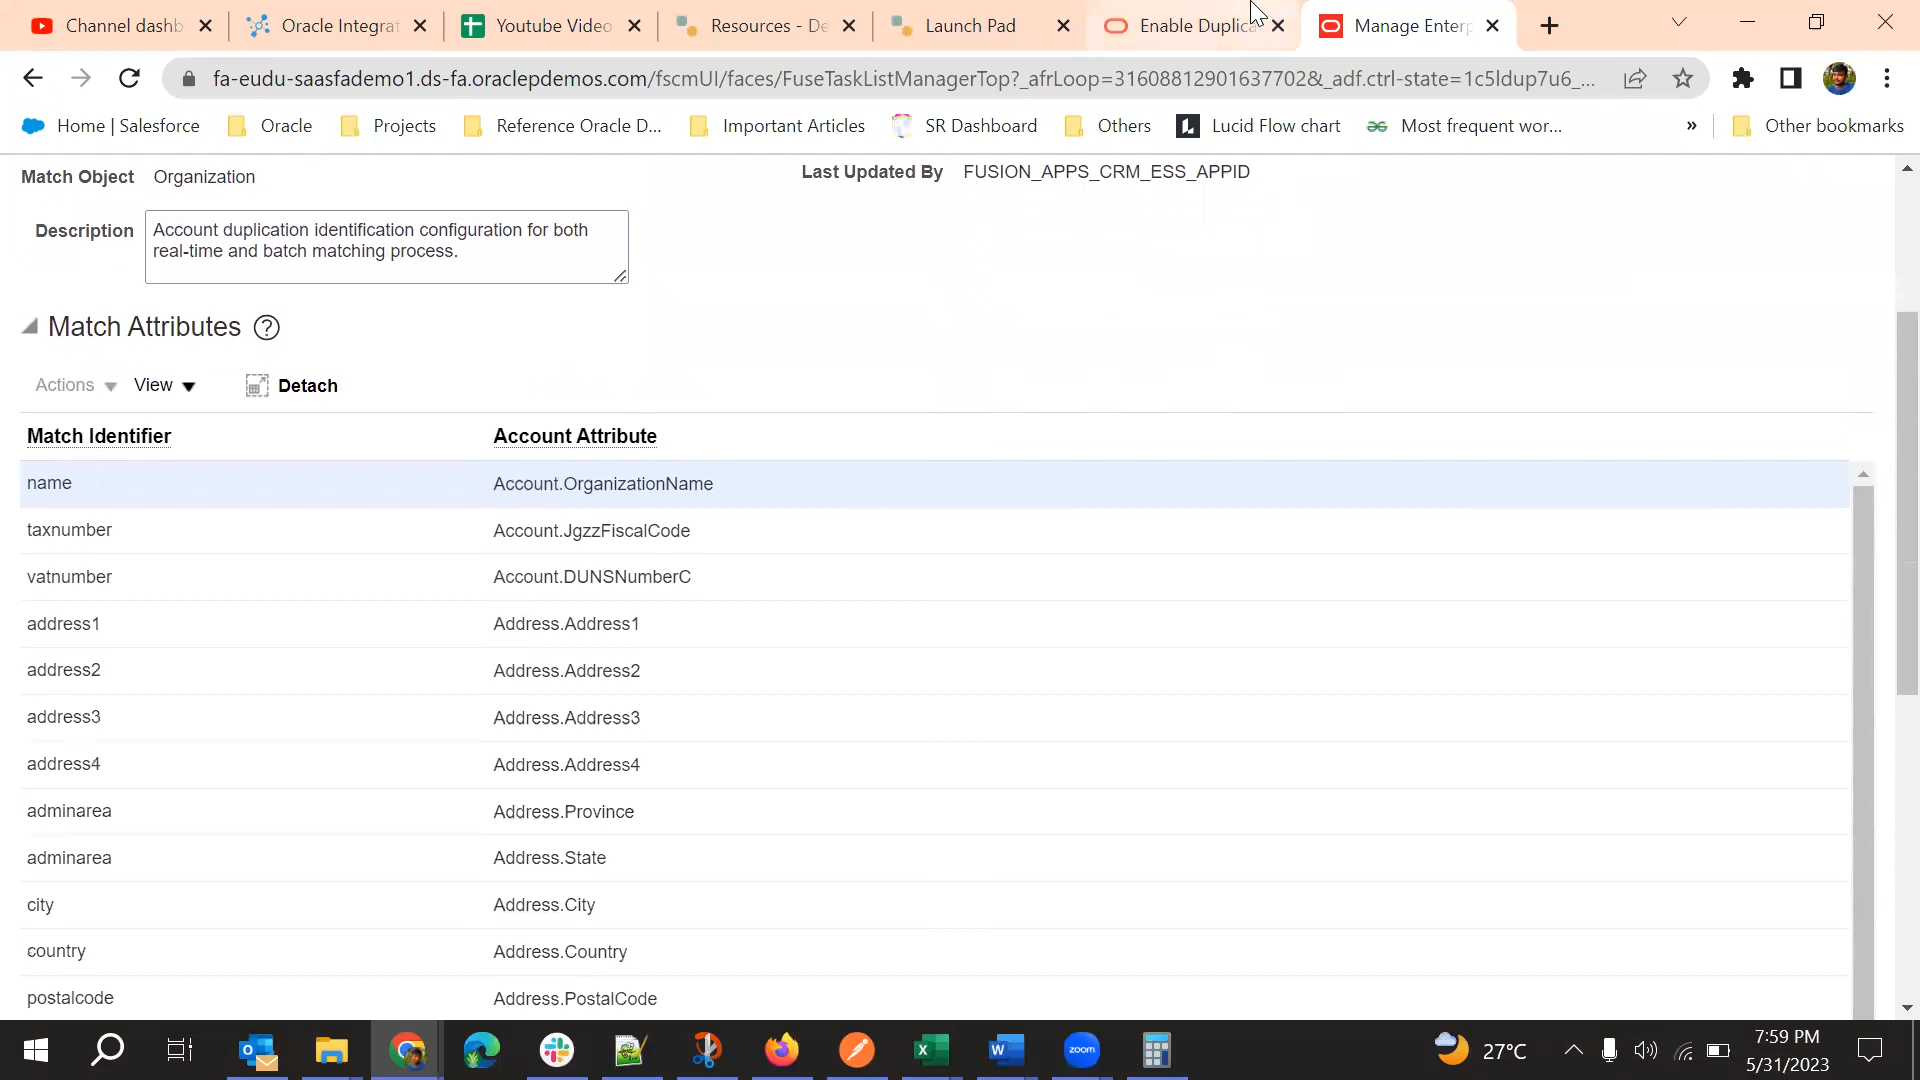 Channel dashb
Oracle Integrat
Youtube Video
Resources - De
Launch Pad
Enable Duplica
Manage Enterp
fa-eudu-saasfademo1.ds-fa.oraclepdemos.com/fscmUI/faces/FuseTaskListManagerTop?_afrLoop=31608812901637702&_adf.ctrl-state=1c5ldup7u6_...
Home | Salesforce
Oracle
Projects
Reference Oracle D...
Important Articles
SR Dashboard
Others
Lucid Flow chart
Most frequent wor...
»
Other bookmarks
Match Object Organization
Last Updated By FUSION_APPS_CRM_ESS_APPID
Description
Account duplication identification configuration for both
real-time and batch matching process.
Match Attributes
Actions View Detach
Match Identifier Account Attribute
name Account.OrganizationName
taxnumber Account.JgzzFiscalCode
vatnumber Account.DUNSNumberC
address1 Address.Address1
address2 Address.Address2
address3 Address.Address3
address4 Address.Address4
adminarea Address.Province
adminarea Address.State
city Address.City
country Address.Country
postalcode Address.PostalCode
zoom
27°C
7:59 PM
5/31/2023